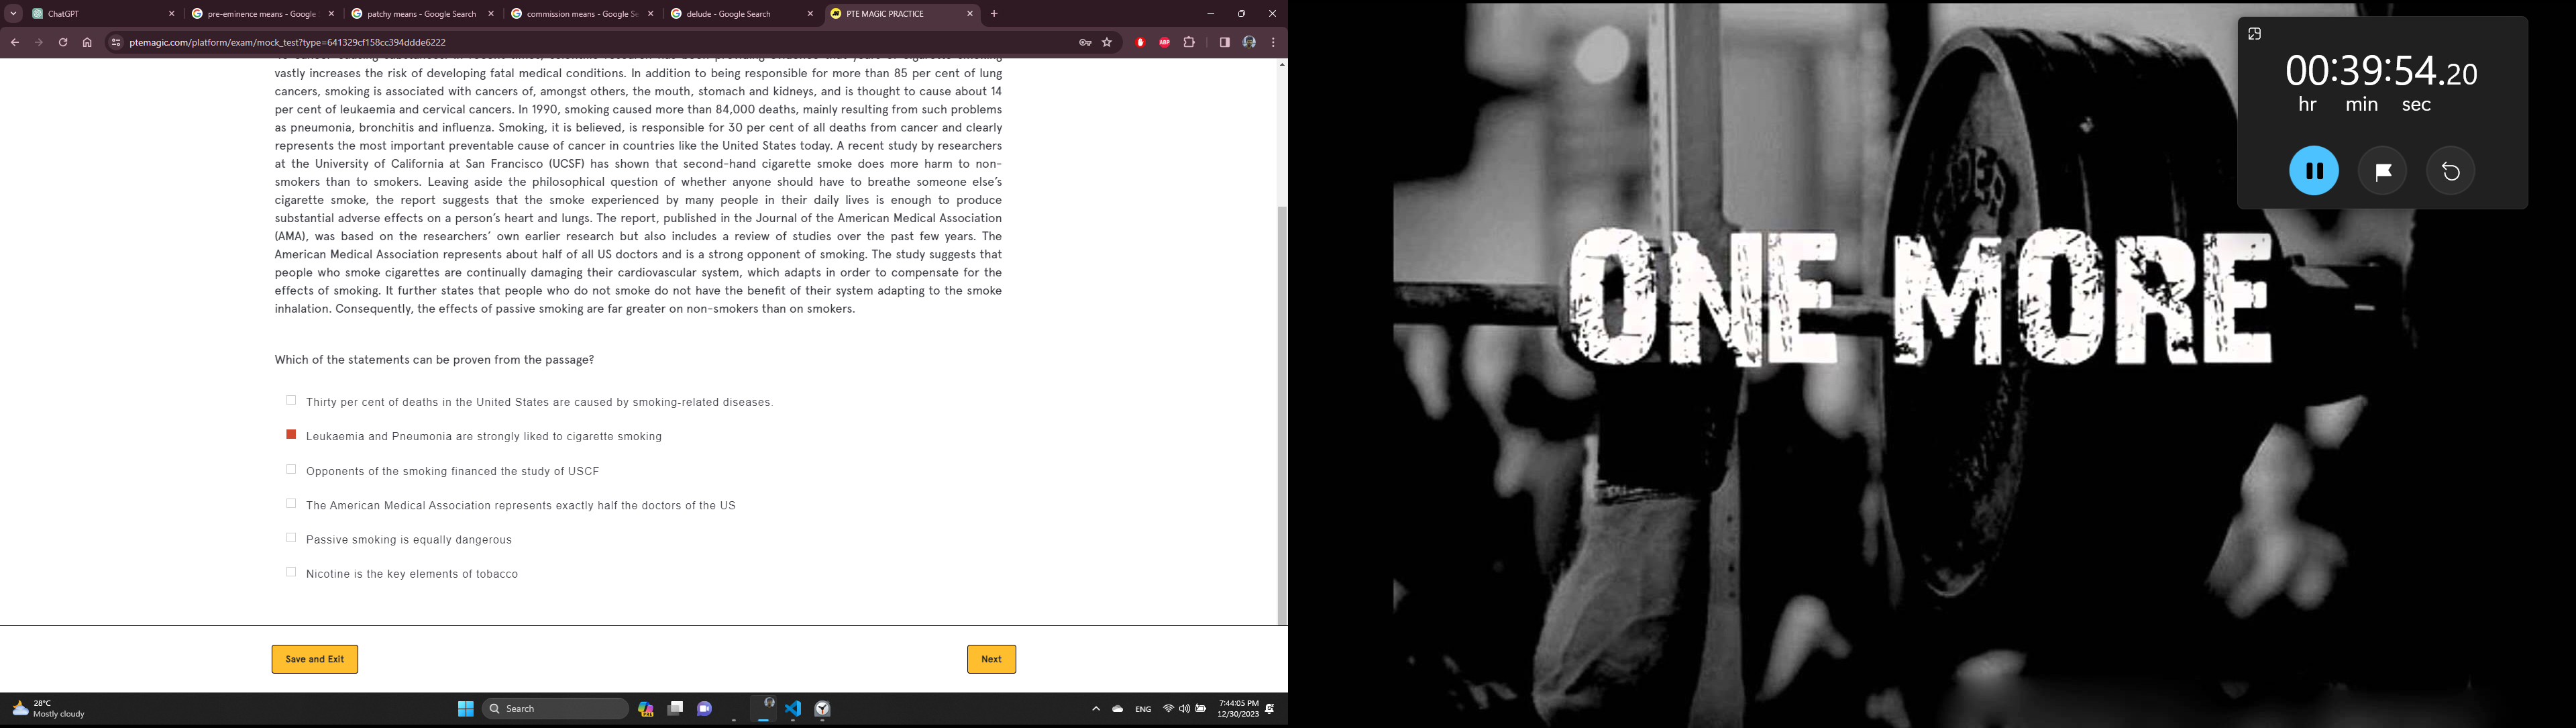 ChatGPT
pre-eminence means - Google
patchy means - Google Search
commission means - Google Se
delude - Google Search
PTE MAGIC PRACTICE
ptemagic.com/platform/exam/mock_test?type=641329cf158cc394ddde6222
vastly increases the risk of developing fatal medical conditions. In addition to being responsible for more than 85 per cent of lung
cancers, smoking is associated with cancers of, amongst others, the mouth, stomach and kidneys, and is thought to cause about 14
per cent of leukaemia and cervical cancers. In 1990, smoking caused more than 84,000 deaths, mainly resulting from such problems
as pneumonia, bronchitis and influenza. Smoking, it is believed, is responsible for 30 per cent of all deaths from cancer and clearly
represents the most important preventable cause of cancer in countries like the United States today. A recent study by researchers
at the University of California at San Francisco (UCSF) has shown that second-hand cigarette smoke does more harm to non-
smokers than to smokers. Leaving aside the philosophical question of whether anyone should have to breathe someone else's
cigarette smoke, the report suggests that the smoke experienced by many people in their daily lives is enough to produce
substantial adverse effects on a person's heart and lungs. The report, published in the Journal of the American Medical Association
(AMA), was based on the researchers' own earlier research but also includes a review of studies over the past few years. The
American Medical Association represents about half of all US doctors and is a strong opponent of smoking. The study suggests that
people who smoke cigarettes are continually damaging their cardiovascular system, which adapts in order to compensate for the
effects of smoking. It further states that people who do not smoke do not have the benefit of their system adapting to the smoke
inhalation. Consequently, the effects of passive smoking are far greater on non-smokers than on smokers.
Which of the statements can be proven from the passage?
Thirty per cent of deaths in the United States are caused by smoking-related diseases.
Leukaemia and Pneumonia are strongly liked to cigarette smoking
Opponents of the smoking financed the study of USCF
The American Medical Association represents exactly half the doctors of the US
Passive smoking is equally dangerous
Nicotine is the key elements of tobacco
Save and Exit
Next
28°C
Mostly cloudy
Search
ENG
7:44:05 PM
12/30/2023
00:39:54.20
hr min sec
ONE MORE